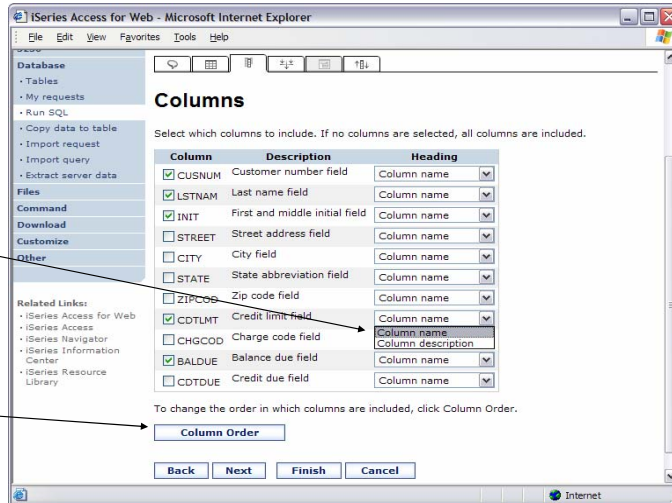 iSeries Access for Web - Microsoft Internet Explorer
File Edit View Favorites Tools Help
Database
• Tables
• My requests
• Run SQL
• Copy data to table
• Import request
• Import query
• Extract server data
Files
Command
Download
Customize
Other
Related Links:
• iSeries Access for Web
• iSeries Access
• iSeries Navigator
• iSeries Information
Center
• iSeries Resource
Library
Columns
Select which columns to include. If no columns are selected, all columns are included.
Column Description Heading
CUSNUM Customer number field Column name
LSTNAM Last name field Column name
INIT First and middle initial field Column name
STREET Street address field Column name
CITY City field Column name
STATE State abbreviation field Column name
ZIPCOD Zip code field Column name
CDTLMT Credit limit field Column name
Column name
Column description
CHGCOD Charge code field
BALDUE Balance due field Column name
CDTDUE Credit due field Column name
To change the order in which columns are included, click Column Order.
Column Order
Back Next Finish Cancel
Internet